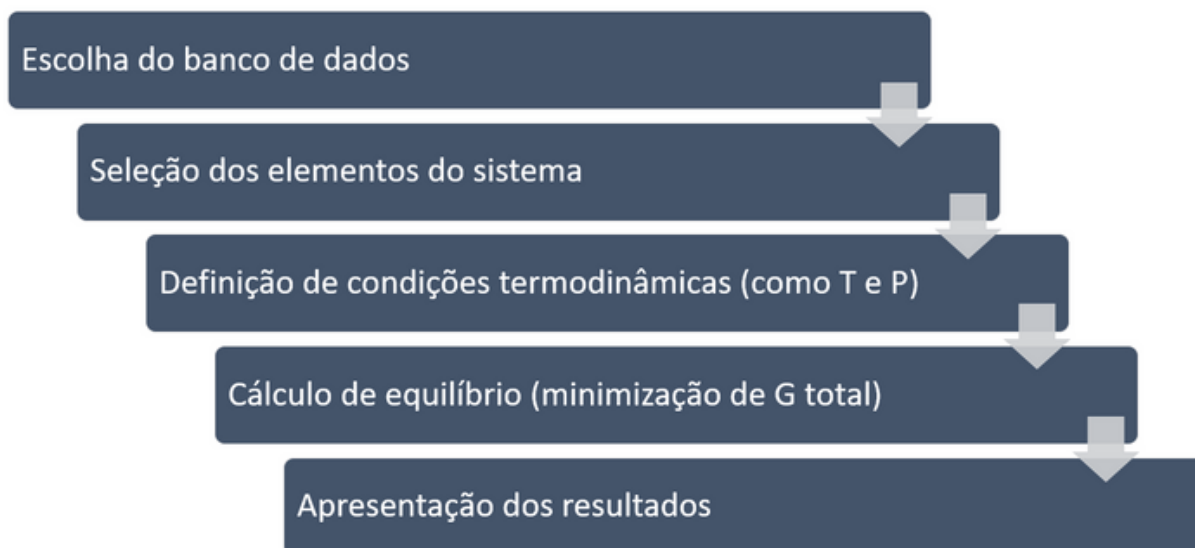 Escolha do banco de dados
Seleção dos elementos do sistema
Definição de condições termodinâmicas (como T e P)
Cálculo de equilíbrio (minimização de G total)
Apresentação dos resultados